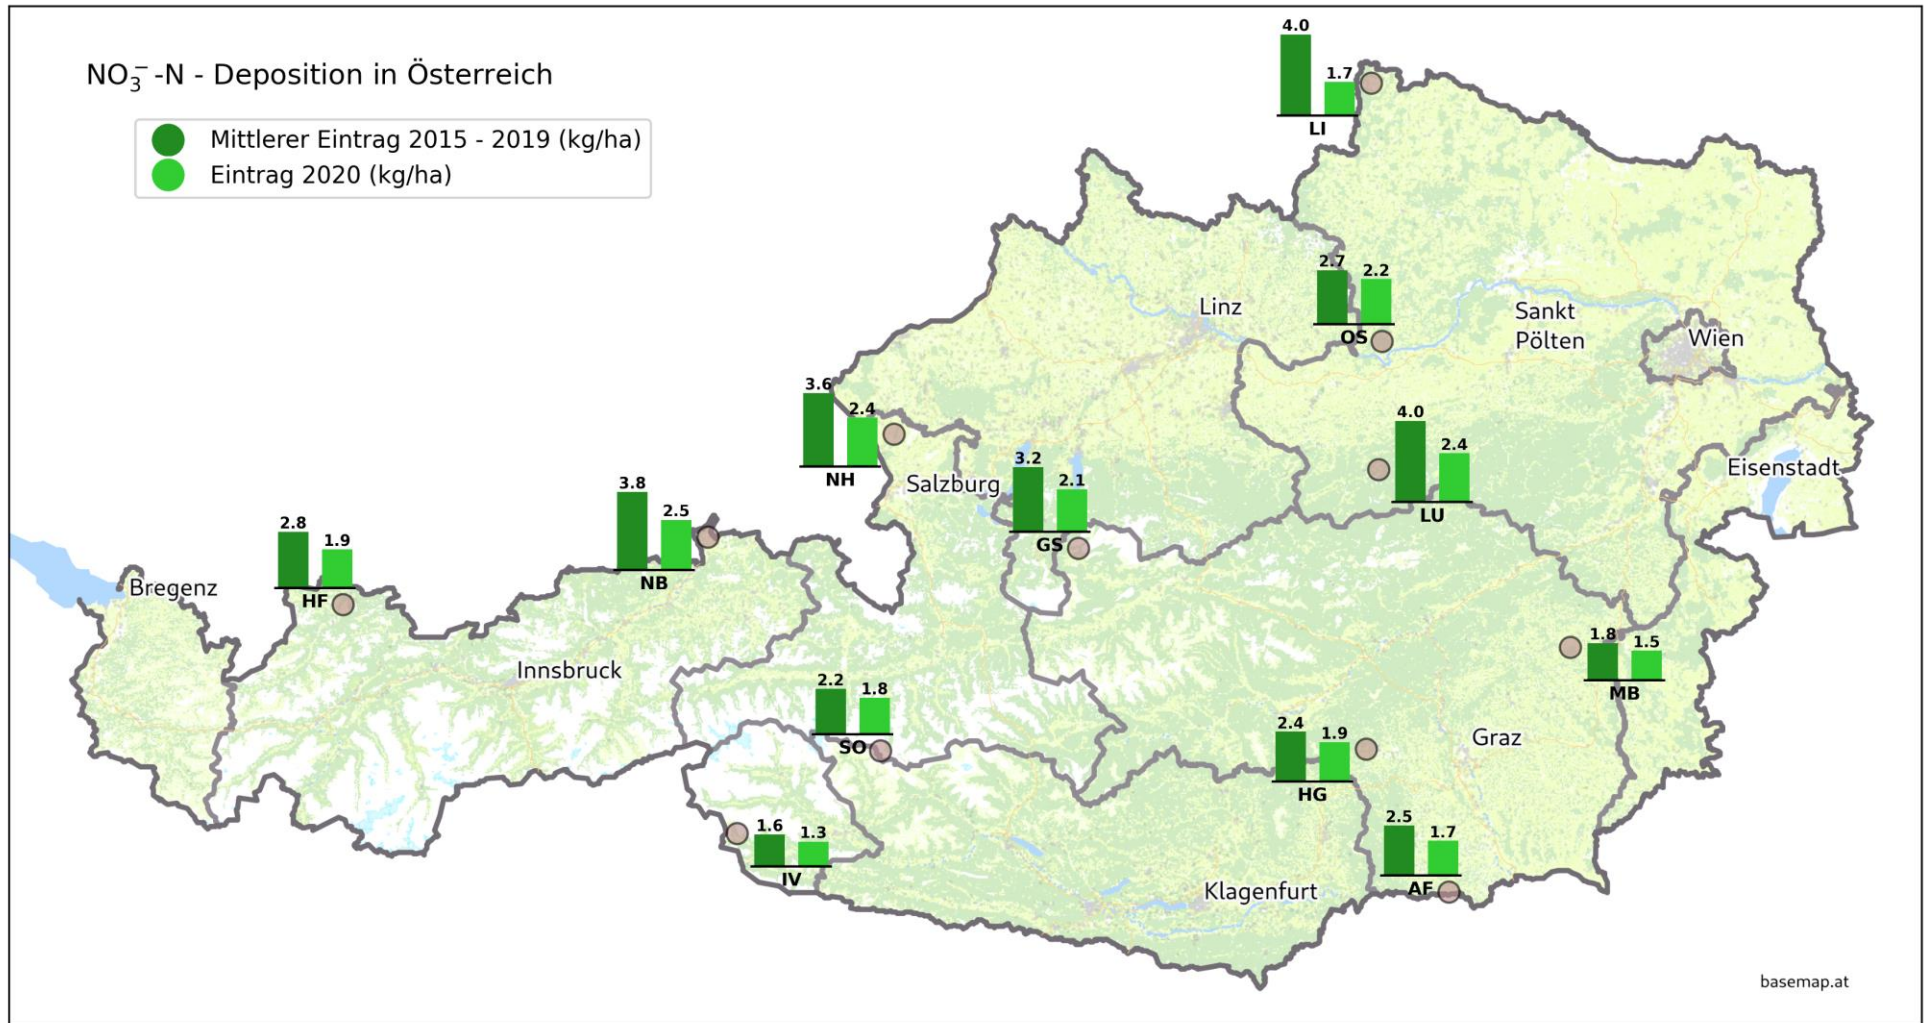 NO₃⁻-N - Deposition in Österreich
Mittlerer Eintrag 2015 - 2019 (kg/ha)
Eintrag 2020 (kg/ha)
4.0
1.7
LI
2.7
2.2
OS
Linz
Sankt
Pölten
Wien
3.6
2.4
NH
4.0
2.4
LU
3.2
2.1
GS
Salzburg
Eisenstadt
3.8
2.5
NB
2.8
1.9
HF
Bregenz
Innsbruck
1.8
1.5
MB
2.2
1.8
SO
2.4
1.9
HG
Graz
1.6
1.3
IV
2.5
1.7
AF
Klagenfurt
basemap.at